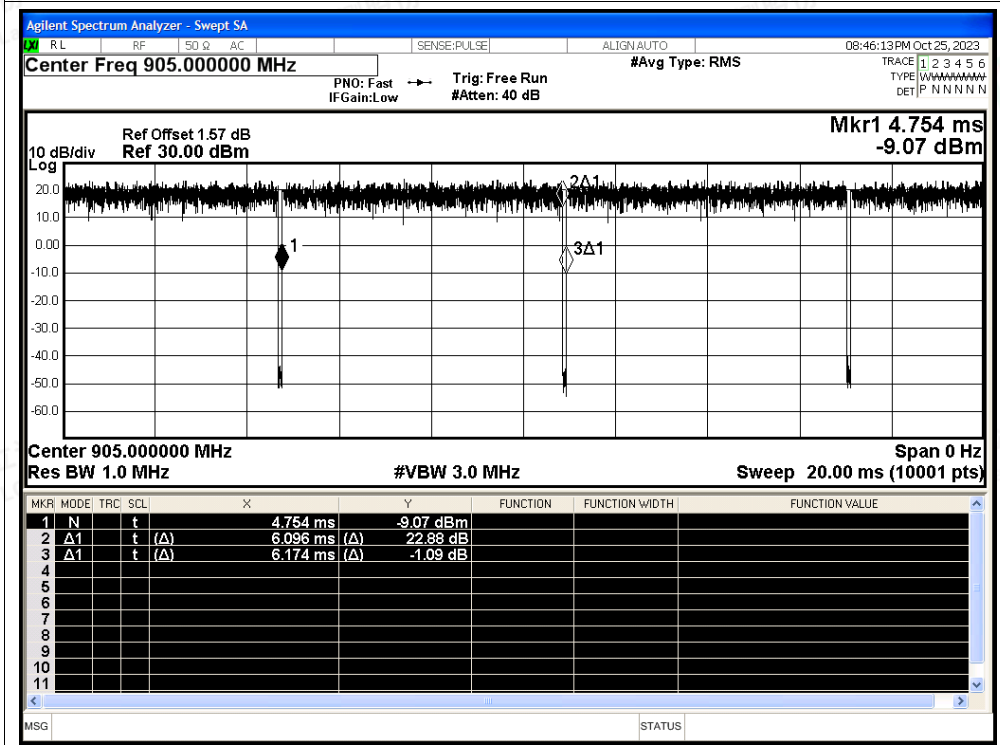 Agilent Spectrum Analyzer - Swept SA
LXI RL RF 50 Ω AC SENSE:PULSE ALIGN AUTO 08:46:13 PM Oct 25, 2023
Center Freq 905.000000 MHz #Avg Type: RMS TRACE 1 2 3 4 5 6
PNO: Fast Trig: Free Run TYPE WWWWWW
IFGain:Low #Atten: 40 dB DET P N N N N N
Mkr1 4.754 ms
-9.07 dBm
Ref Offset 1.57 dB
10 dB/div Ref 30.00 dBm
Log
20.0
10.0
0.00
-10.0
-20.0
-30.0
-40.0
-50.0
-60.0
2Δ1
1
3Δ1
Center 905.000000 MHz Span 0 Hz
Res BW 1.0 MHz #VBW 3.0 MHz Sweep 20.00 ms (10001 pts)
MKR MODE TRC SCL X Y FUNCTION FUNCTION WIDTH FUNCTION VALUE
1 N t 4.754 ms -9.07 dBm
2 Δ1 t (Δ) 6.096 ms (Δ) 22.88 dB
3 Δ1 t (Δ) 6.174 ms (Δ) -1.09 dB
4
5
6
7
8
9
10
11
MSG STATUS